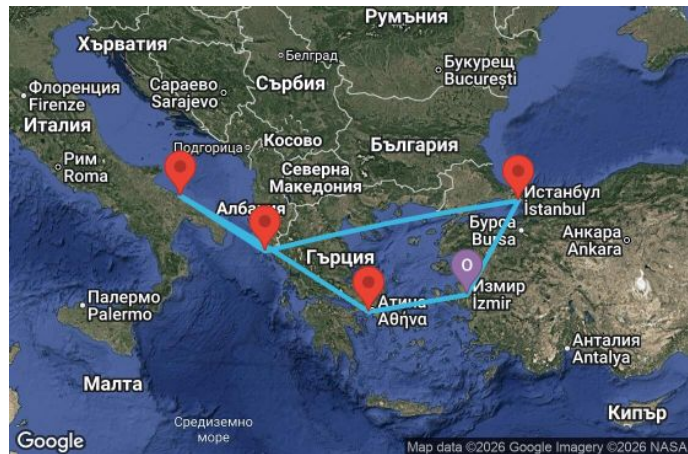 Румъния
Хърватия
Белград
Букурещ
București
Флоренция
Firenze
Сараево
Sarajevo
Сърбия
Италия
Подгорица
Косово
България
Рим
Roma
Северна
Македония
Истанбул
İstanbul
Албания
Бурса
Bursa
Анкара
Ankara
Гърция
O
Измир
İzmir
Палермо
Palermo
Атина
Αθήνα
Анталия
Antalya
Малта
Кипър
Средиземно
море
Google
Map data ©2026 Google Imagery ©2026 NASA